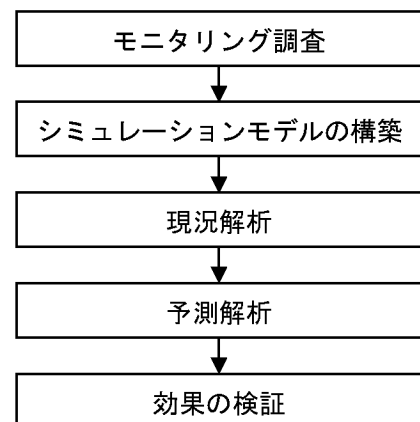 モニタリング調査
シミュレーションモデルの構築
現況解析
予測解析
効果の検証